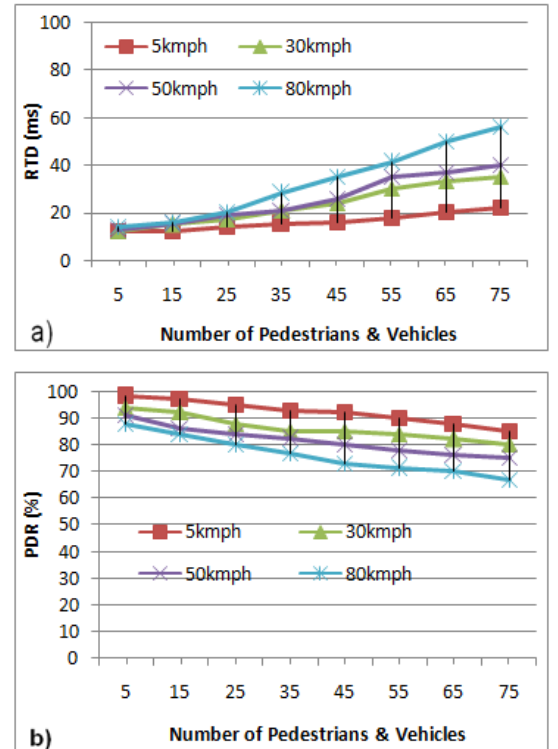 100
80
60
40
20
0
RTD (ms)
5kmph 30kmph
50kmph 80kmph
5 15 25 35 45 55 65 75
Number of Pedestrians & Vehicles
a)
100
90
80
70
60
50
40
30
20
10
0
PDR (%)
5kmph 30kmph
50kmph 80kmph
5 15 25 35 45 55 65 75
Number of Pedestrians & Vehicles
b)